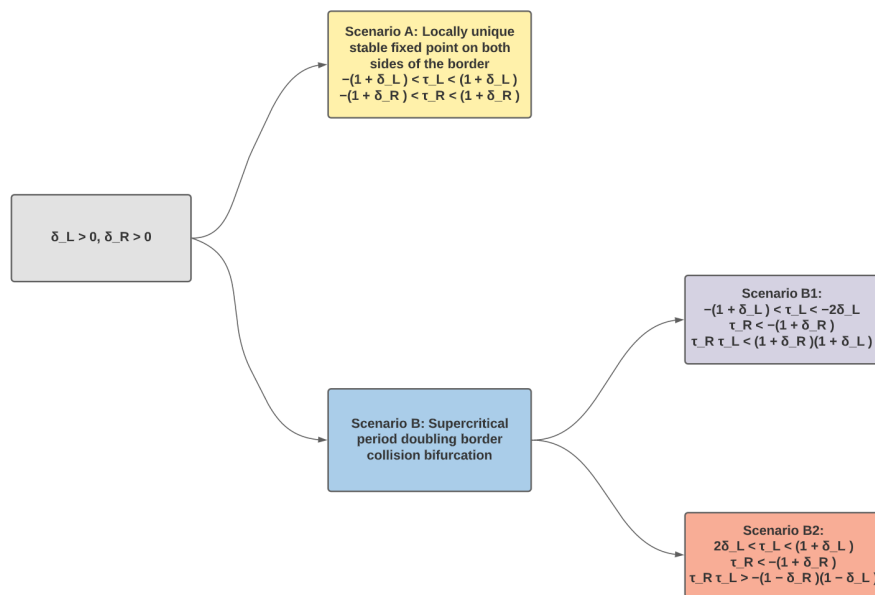 Scenario A: Locally unique
stable fixed point on both
sides of the border
−(1 + δ_L ) < τ_L < (1 + δ_L )
−(1 + δ_R ) < τ_R < (1 + δ_R )
δ_L > 0, δ_R > 0
Scenario B1:
−(1 + δ_L ) < τ_L < −2δ_L
τ_R < −(1 + δ_R )
τ_R τ_L < (1 + δ_R )(1 + δ_L )
Scenario B: Supercritical
period doubling border
collision bifurcation
Scenario B2:
2δ_L < τ_L < (1 + δ_L )
τ_R < −(1 + δ_R )
τ_R τ_L > −(1 − δ_R )(1 − δ_L )